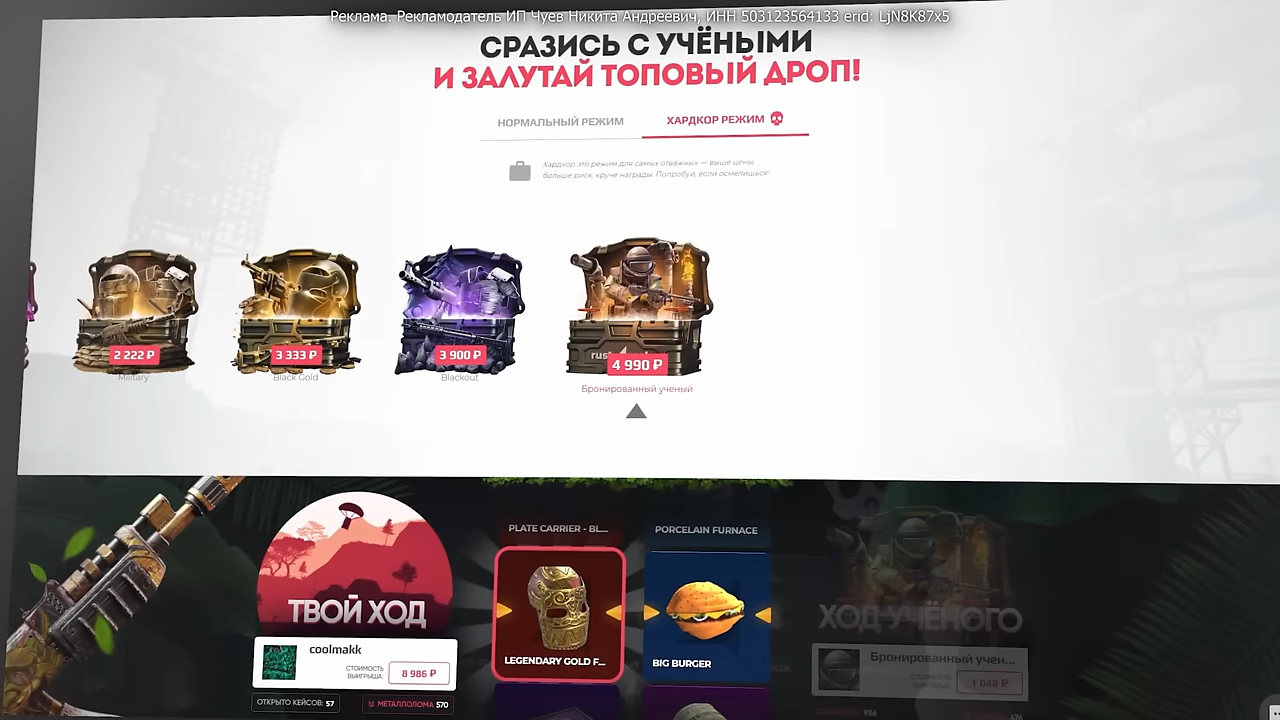 Реклама. Рекламодатель ИП Чуев Никита Андреевич, ИНН 503123564133 erid: LjN8K87x5
СРАЗИСЬ С УЧЁНЫМИ
И ЗАЛУТАЙ ТОПОВЫЙ ДРОП!
НОРМАЛЬНЫЙ РЕЖИМ
ХАРДКОР РЕЖИМ
Хардкор это режим для самых отважных — выше цены,
больше риск, круче награды. Попробуй, если осмелишься!
2 222 ₽
3 333 ₽
3 900 ₽
4 990 ₽
Military
Black Gold
Blackout
Бронированный ученый
PLATE CARRIER - BL...
PORCELAIN FURNACE
ТВОЙ ХОД
ХОД УЧЁНОГО
coolmakk
СТОИМОСТЬ
ВЫИГРЫША:
8 986 ₽
LEGENDARY GOLD F...
BIG BURGER
Бронированный учен...
1 048 ₽
ОТКРЫТО КЕЙСОВ: 57
МЕТАЛЛОЛОМА 570